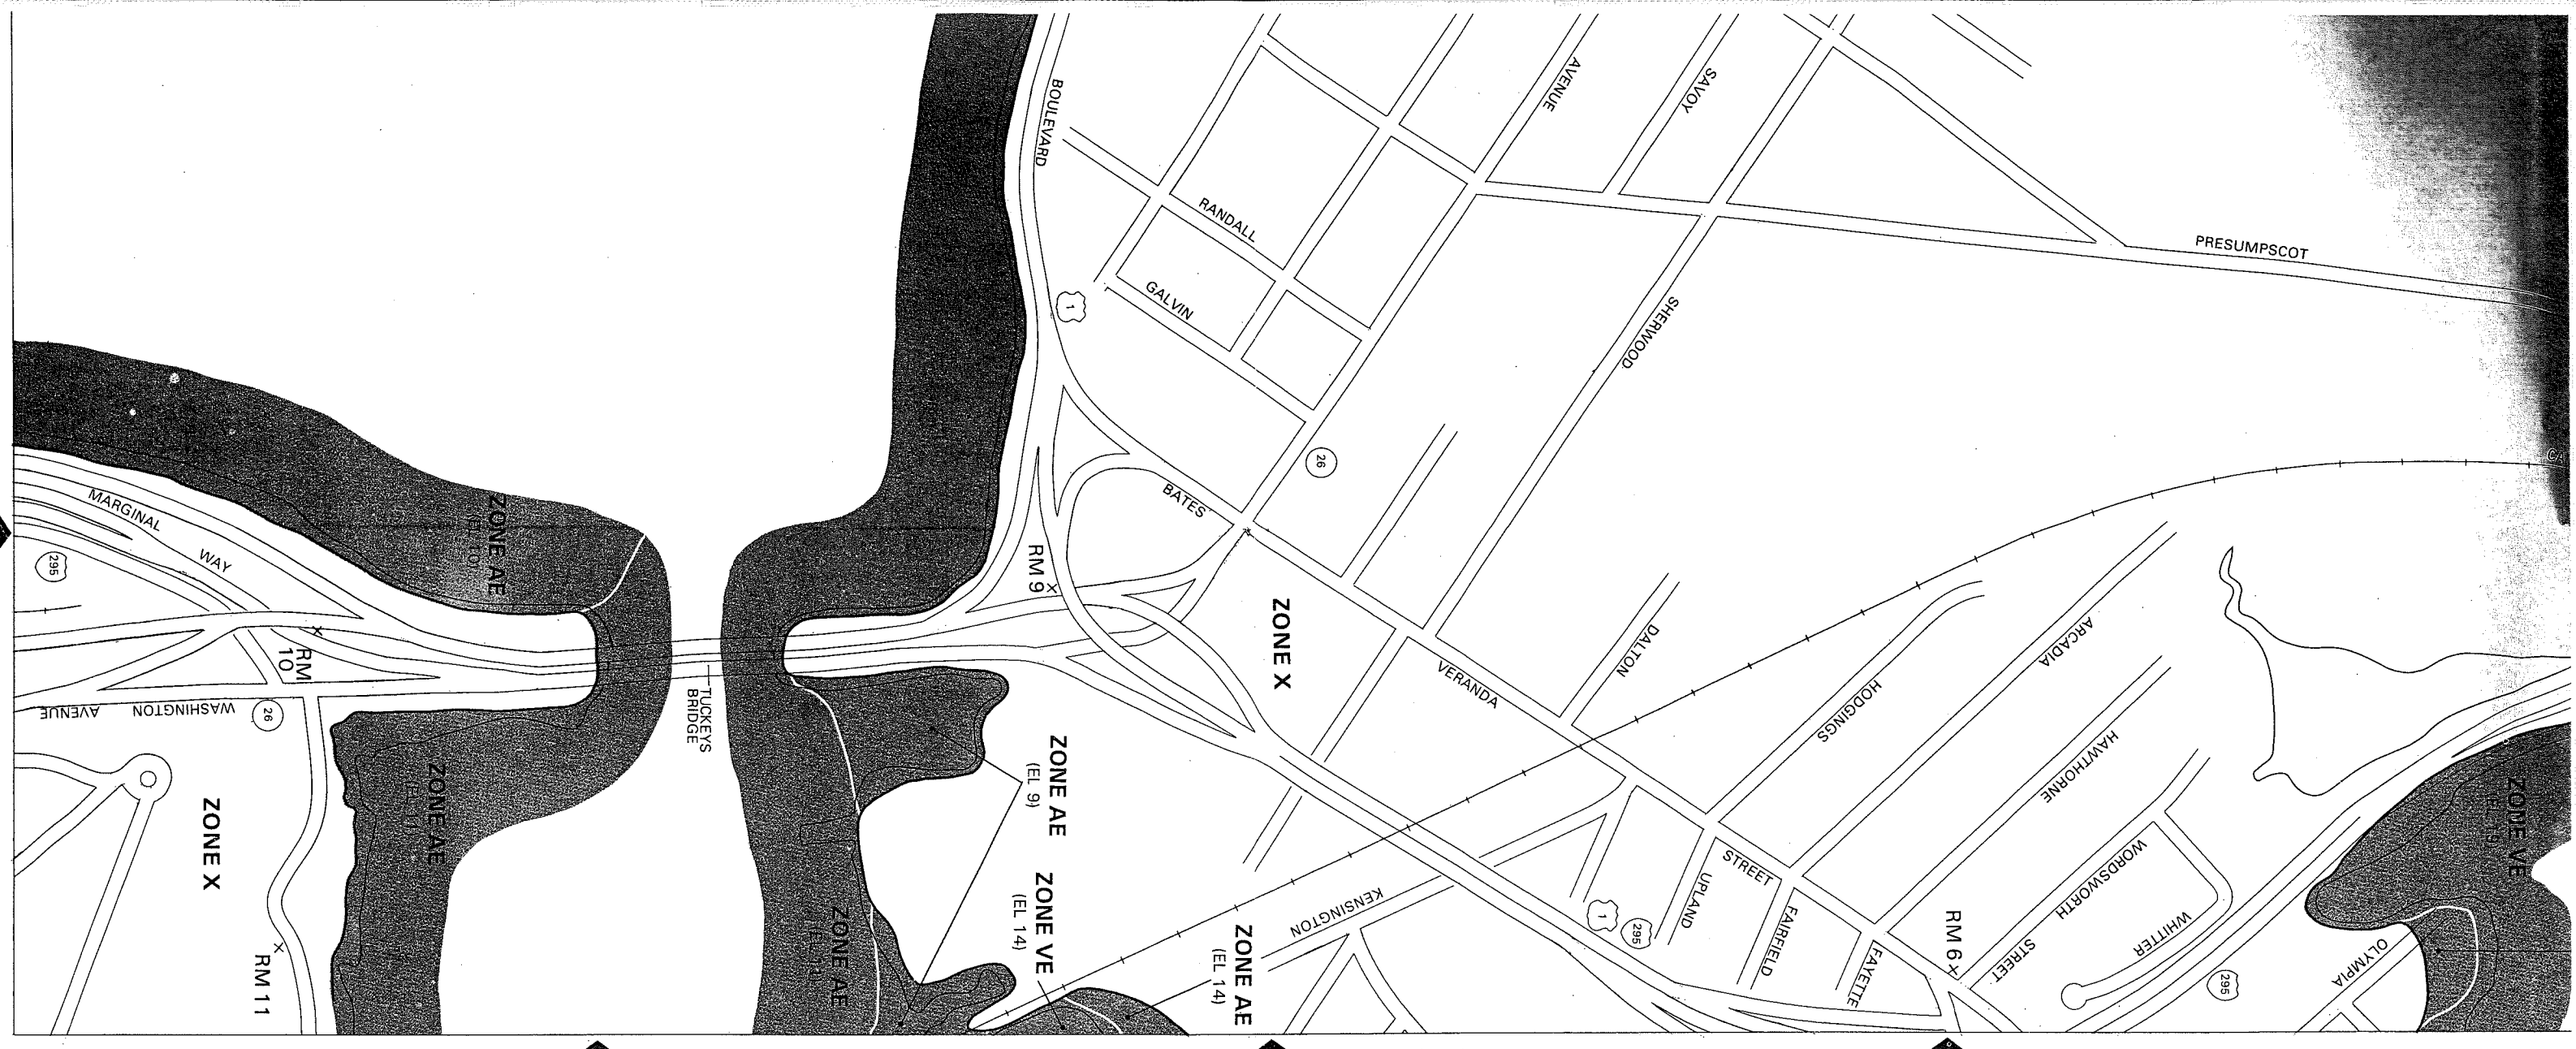 BOULEVARD
AVENUE
SAVOY
RANDALL
GALVIN
1
SHERWOOD
PRESUMPSCOT
26
BATES
RM 9
ZONE AE
(EL 10)
MARGINAL
WAY
295
RM
10
WASHINGTON
AVENUE
26
TUCKEYS
BRIDGE
ZONE X
VERANDA
DALTON
HODGINGS
ARCADIA
HAWTHORNE
ZONE AE
(EL 9)
ZONE AE
(EL 11)
ZONE X
RM 11
ZONE VE
(EL 14)
ZONE AE
ZONE AE
(EL 14)
KENSINGTON
STREET
UPLAND
FAIRFIELD
FAYETTE
1
295
RM 6
WORDSWORTH
STREET
WHITTER
295
OLYMPIA
ZONE VE